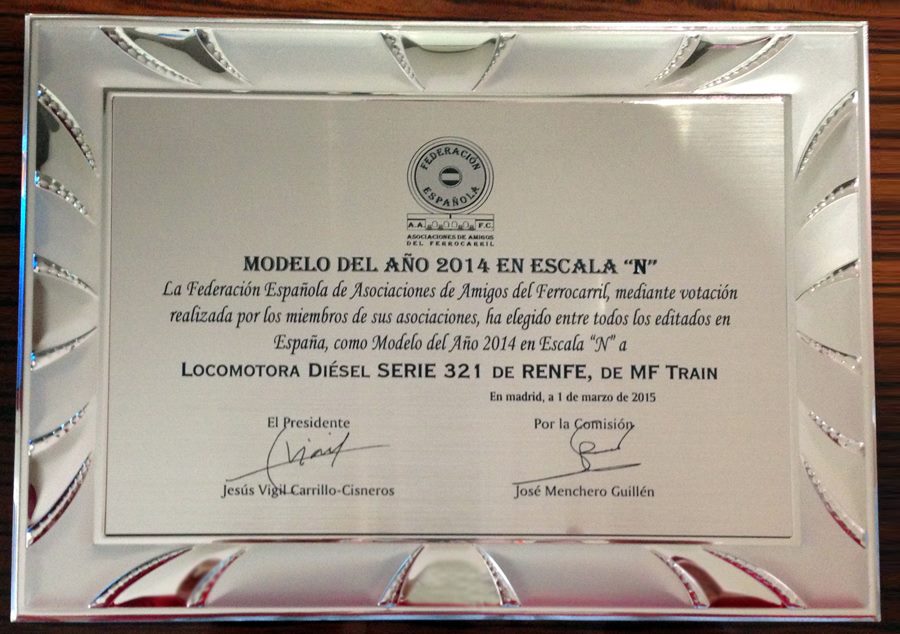 FEDERACIÓN
ESPAÑOLA
A.A. F.C.
ASOCIACIONES DE AMIGOS
DEL FERROCARRIL
MODELO DEL AÑO 2014 EN ESCALA “N”
La Federación Española de Asociaciones de Amigos del Ferrocarril, mediante votación
realizada por los miembros de sus asociaciones, ha elegido entre todos los editados en
España, como Modelo del Año 2014 en Escala “N” a
LOCOMOTORA DIÉSEL SERIE 321 DE RENFE, DE MF TRAIN
En madrid, a 1 de marzo de 2015
El Presidente
Por la Comisión
Jesús Vigil Carrillo-Cisneros
José Menchero Guillén